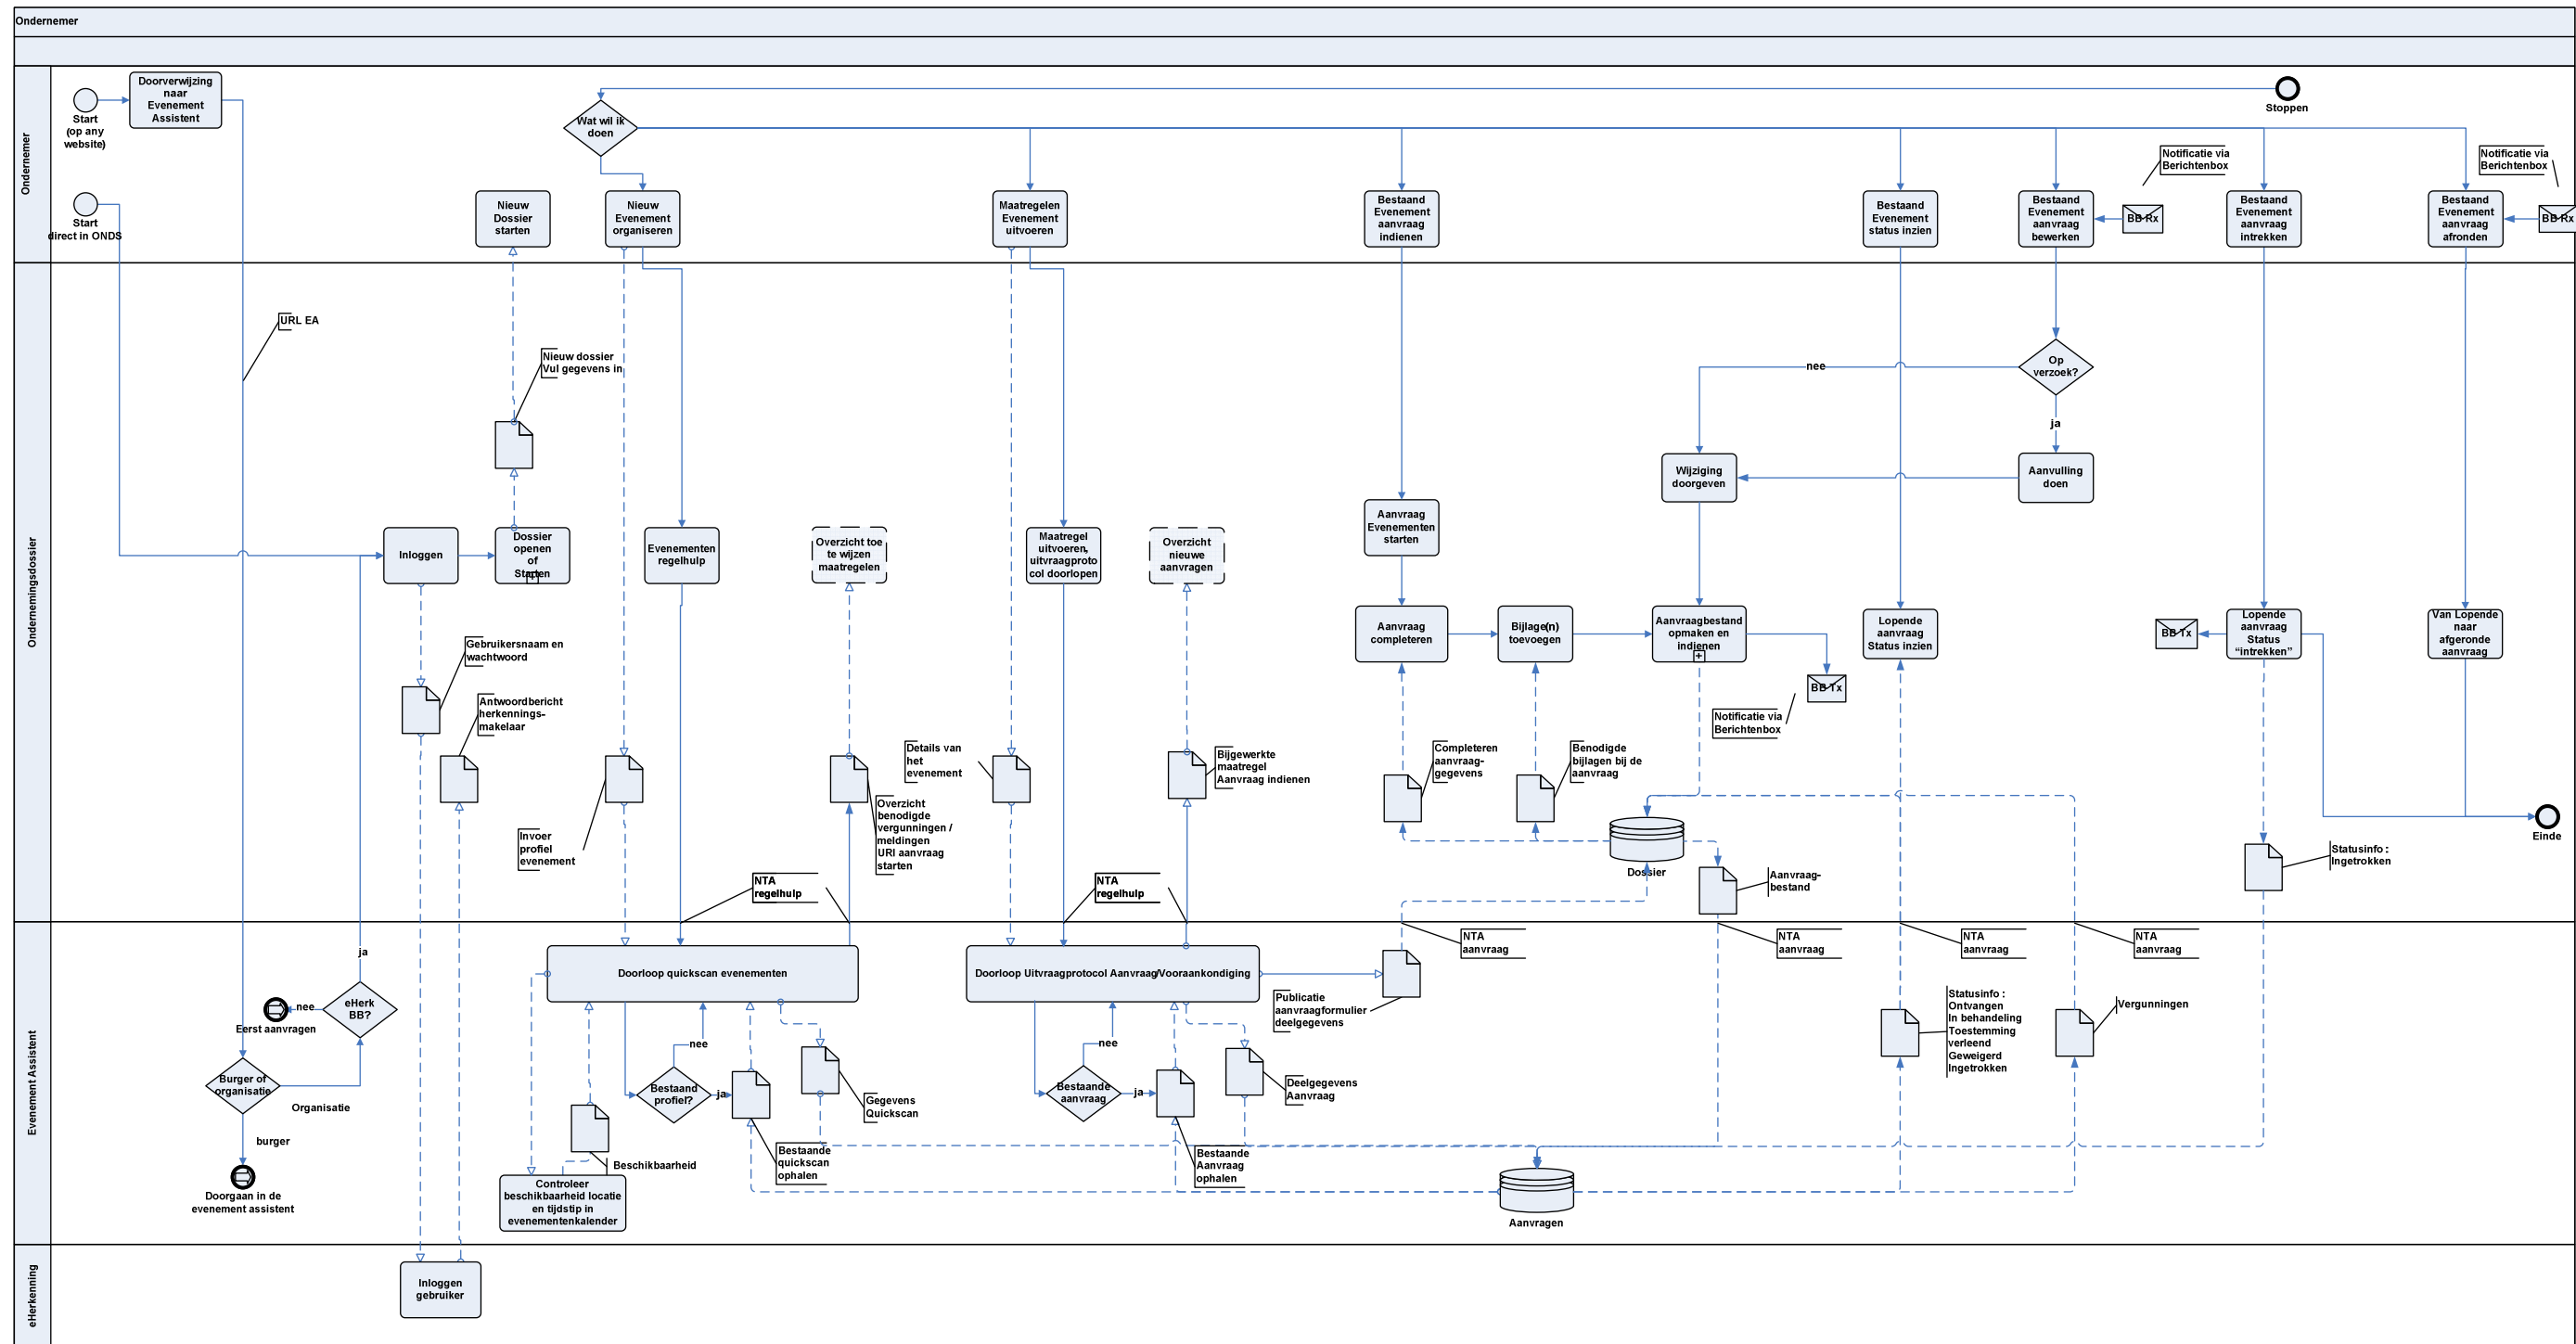 Ondernemer
Ondernemer
Start
(op any
website)
Doorverwijzing
naar
Evenement
Assistent
Wat wil ik
doen
Stoppen
Start
direct in ONDS
Nieuw
Dossier
starten
Nieuw
Evenement
organiseren
Maatregelen
Evenement
uitvoeren
Bestaand
Evenement
aanvraag
indienen
Bestaand
Evenement
status inzien
Bestaand
Evenement
aanvraag
bewerken
BB Rx
Notificatie via
Berichtenbox
Bestaand
Evenement
aanvraag
intrekken
Bestaand
Evenement
aanvraag
afronden
BB Rx
Notificatie via
Berichtenbox
Ondernemingsdossier
URL EA
Nieuw dossier
Vul gegevens in
Op
verzoek?
nee
ja
Wijziging
doorgeven
Aanvulling
doen
Inloggen
Dossier
openen
of
Starten
Evenementen
regelhulp
Overzicht toe
te wijzen
maatregelen
Maatregel
uitvoeren,
uitvraagproto
col doorlopen
Overzicht
nieuwe
aanvragen
Aanvraag
Evenementen
starten
Aanvraag
completeren
Bijlage(n)
toevoegen
Aanvraagbestand
opmaken en
indienen
Lopende
aanvraag
Status inzien
BB Tx
Lopende
aanvraag
Status
“intrekken”
Van Lopende
naar
afgeronde
aanvraag
Gebruikersnaam en
wachtwoord
Antwoordbericht
herkennings-
makelaar
BB Tx
Notificatie via
Berichtenbox
Invoer
profiel
evenement
Overzicht
benodigde
vergunningen /
meldingen
URI aanvraag
starten
Details van
het
evenement
Bijgewerkte
maatregel
Aanvraag indienen
Completeren
aanvraag-
gegevens
Benodigde
bijlagen bij de
aanvraag
Dossier
Aanvraag-
bestand
Statusinfo :
Ingetrokken
Einde
NTA
regelhulp
NTA
regelhulp
Evenement Assistent
NTA
aanvraag
NTA
aanvraag
NTA
aanvraag
NTA
aanvraag
ja
eHerk
BB?
nee
Eerst aanvragen
Burger of
organisatie
Organisatie
burger
Doorgaan in de
evenement assistent
Doorloop quickscan evenementen
Bestaand
profiel?
nee
ja
Gegevens
Quickscan
Bestaande
quickscan
ophalen
Beschikbaarheid
Controleer
beschikbaarheid locatie
en tijdstip in
evenementenkalender
Doorloop Uitvraagprotocol Aanvraag/Vooraankondiging
Bestaande
aanvraag
nee
ja
Bestaande
Aanvraag
ophalen
Deelgegevens
Aanvraag
Publicatie
aanvraagformulier
deelgegevens
Aanvragen
Statusinfo :
Ontvangen
In behandeling
Toestemming
verleend
Geweigerd
Ingetrokken
Vergunningen
eHerkenning
Inloggen
gebruiker